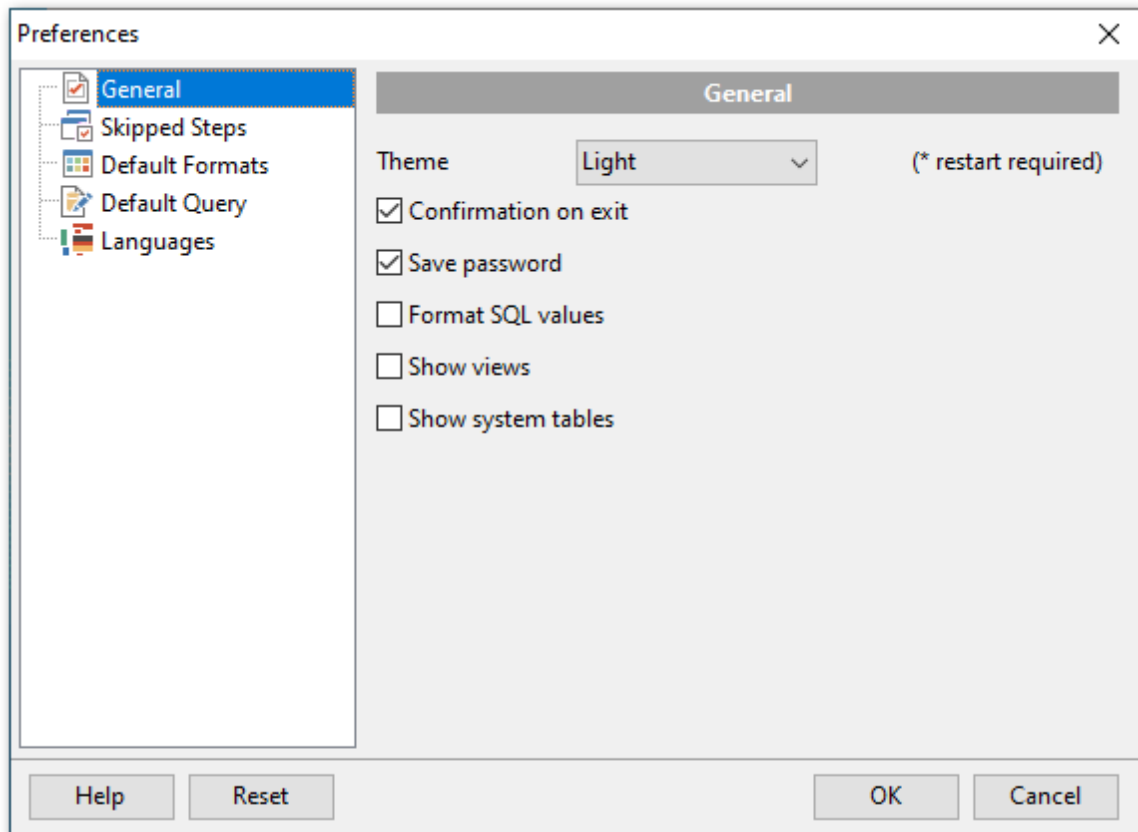 Preferences
General
Skipped Steps
Default Formats
Default Query
Languages
General
Theme Light (* restart required)
Confirmation on exit
Save password
Format SQL values
Show views
Show system tables
Help Reset OK Cancel